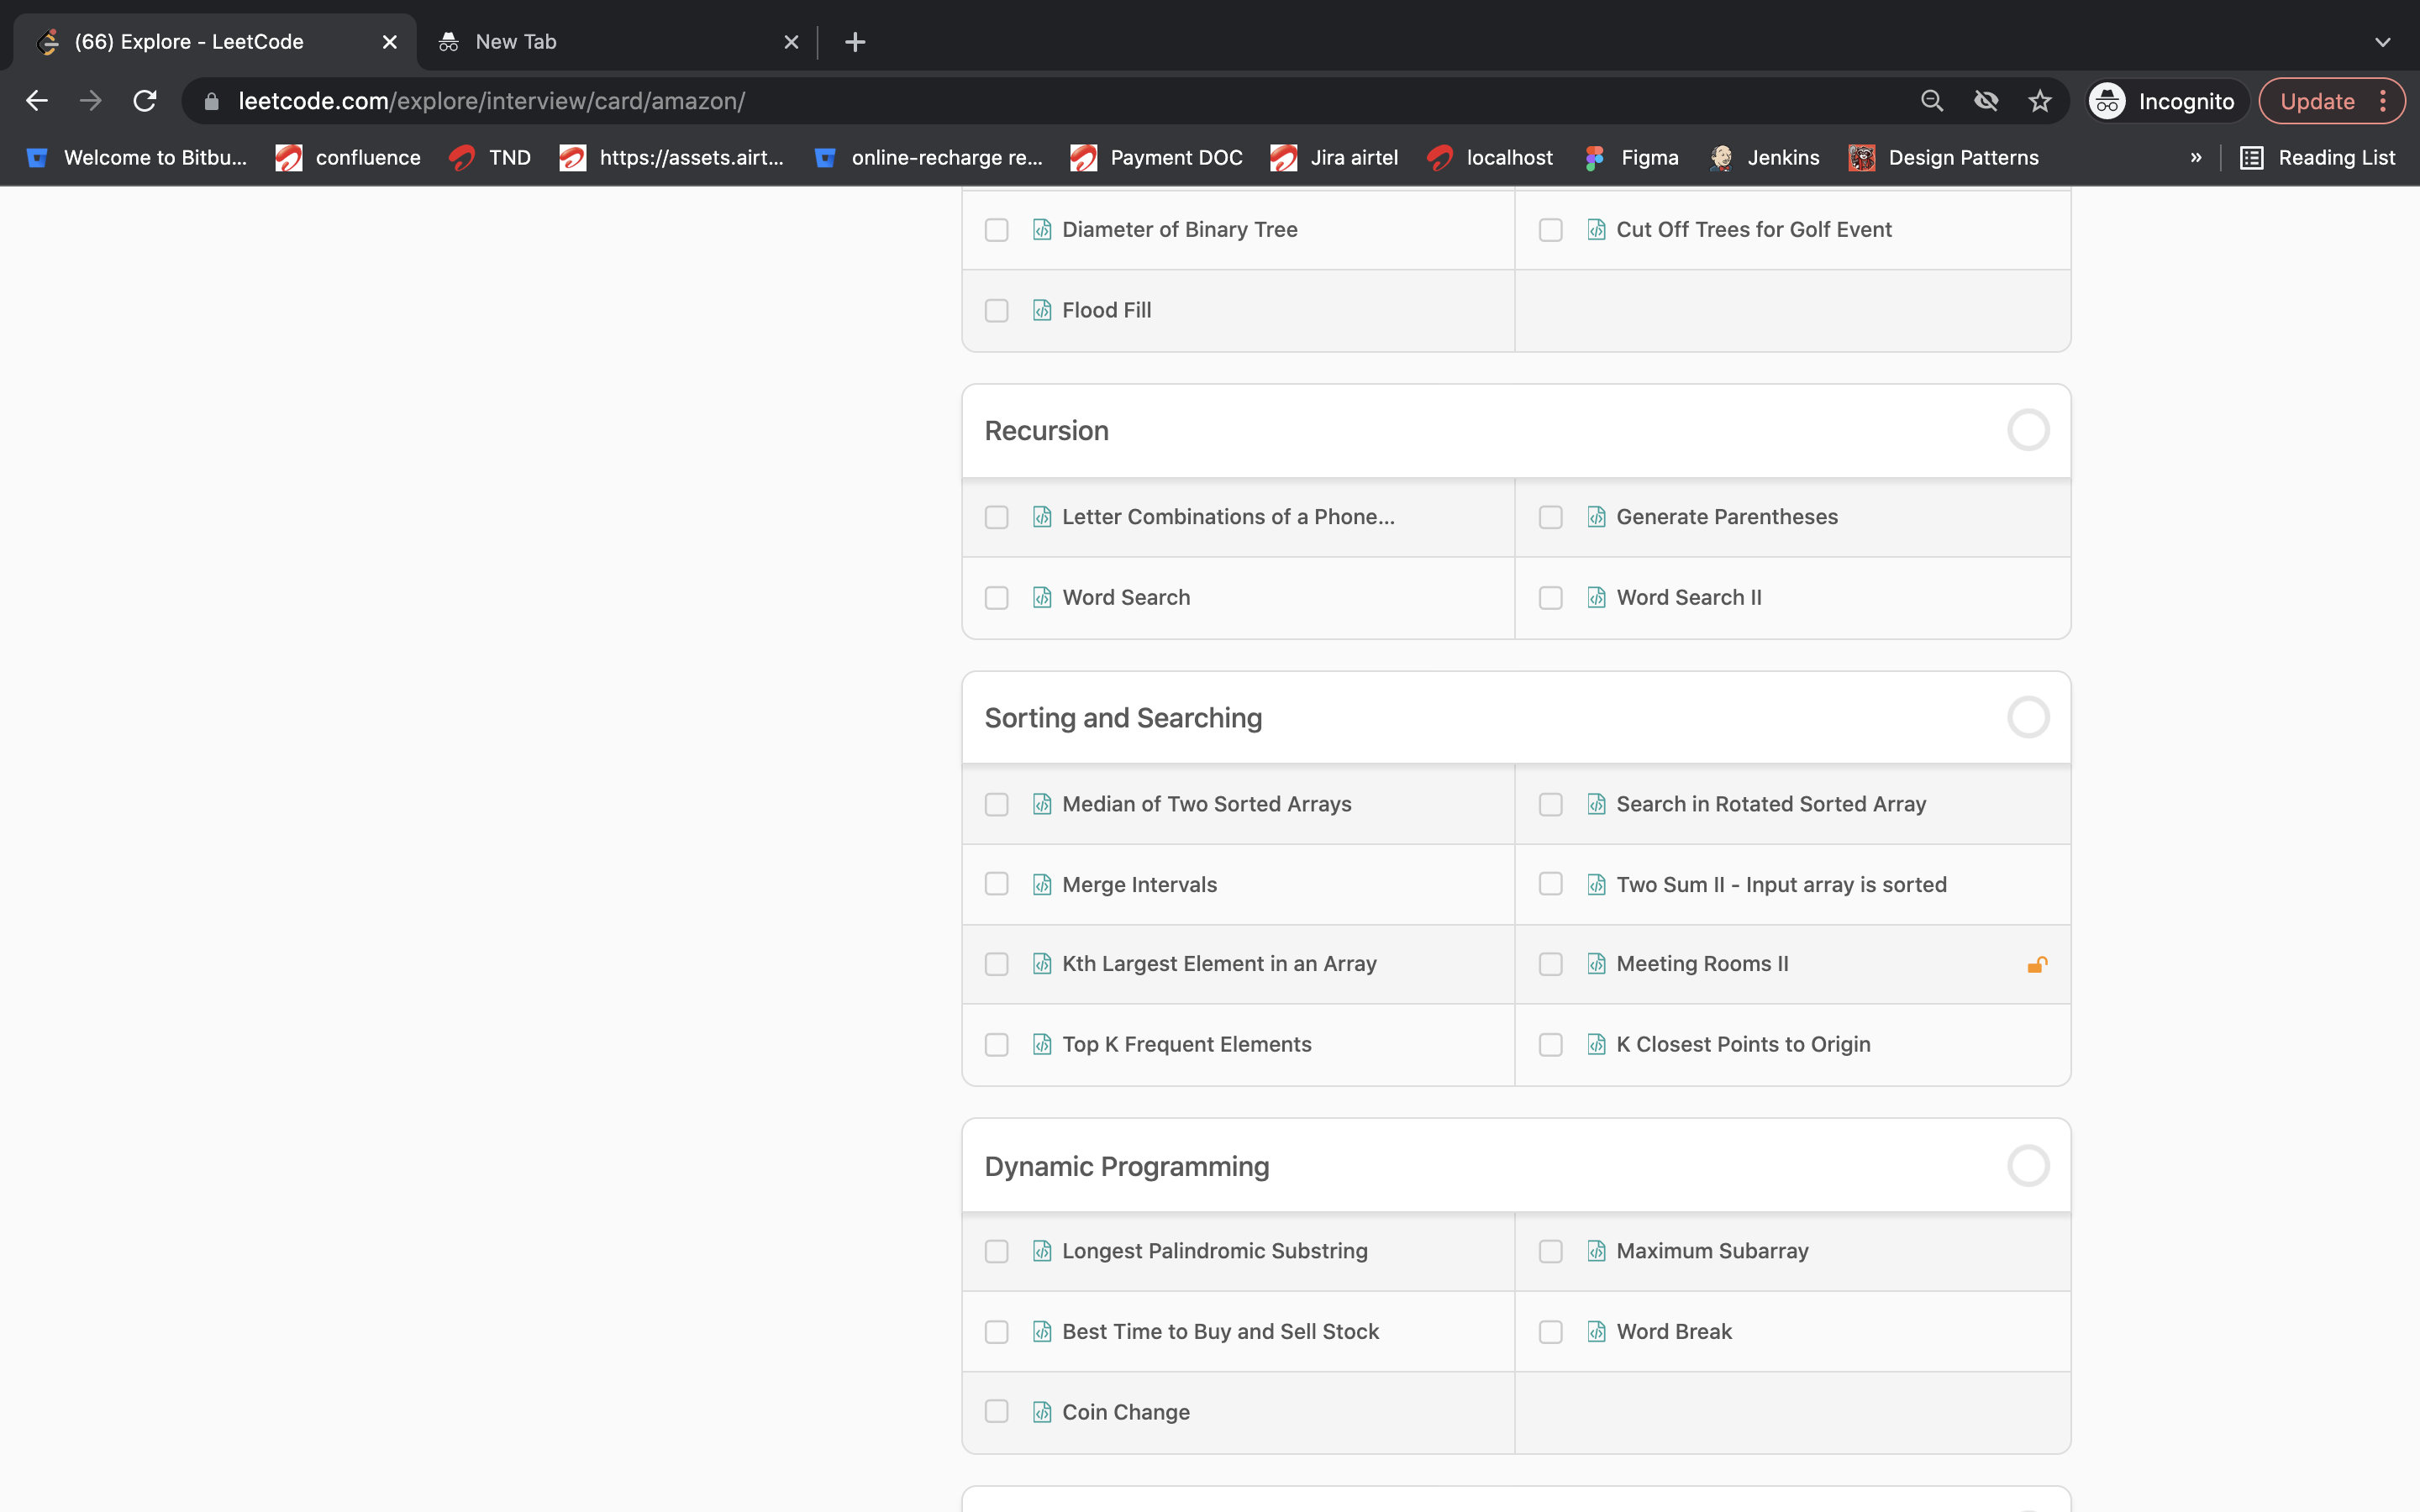 (66) Explore - LeetCode
New Tab
leetcode.com/explore/interview/card/amazon/
Incognito
Update
Welcome to Bitbu...
confluence
TND
https://assets.airt...
online-recharge re...
Payment DOC
Jira airtel
localhost
Figma
Jenkins
Design Patterns
»
Reading List
Diameter of Binary Tree
Cut Off Trees for Golf Event
Flood Fill
Recursion
Letter Combinations of a Phone...
Generate Parentheses
Word Search
Word Search II
Sorting and Searching
Median of Two Sorted Arrays
Search in Rotated Sorted Array
Merge Intervals
Two Sum II - Input array is sorted
Kth Largest Element in an Array
Meeting Rooms II
Top K Frequent Elements
K Closest Points to Origin
Dynamic Programming
Longest Palindromic Substring
Maximum Subarray
Best Time to Buy and Sell Stock
Word Break
Coin Change